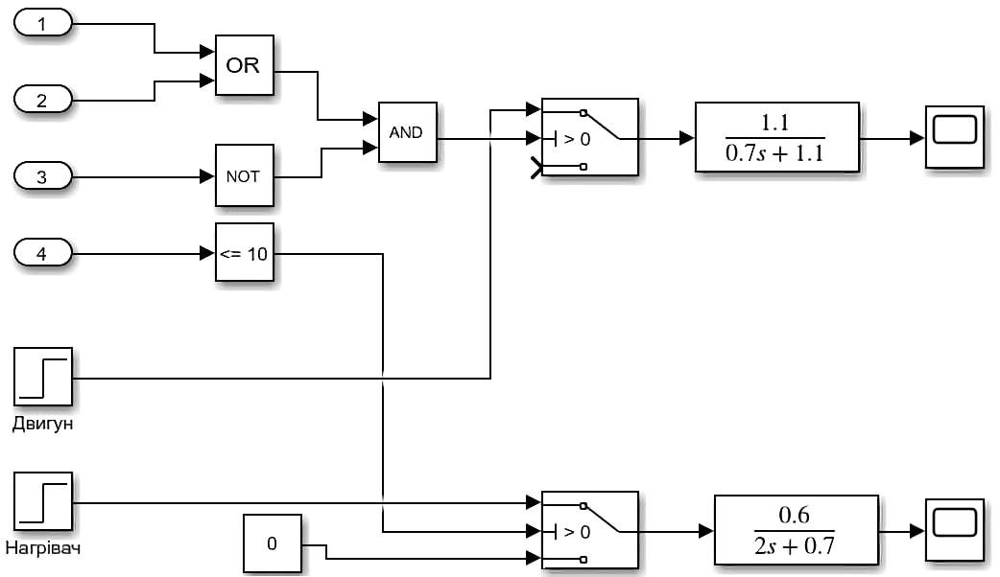 1
OR
2
AND
> 0
1.1
0.7s + 1.1
3
NOT
4
<= 10
Двигун
Нагрівач
0
> 0
0.6
2s + 0.7